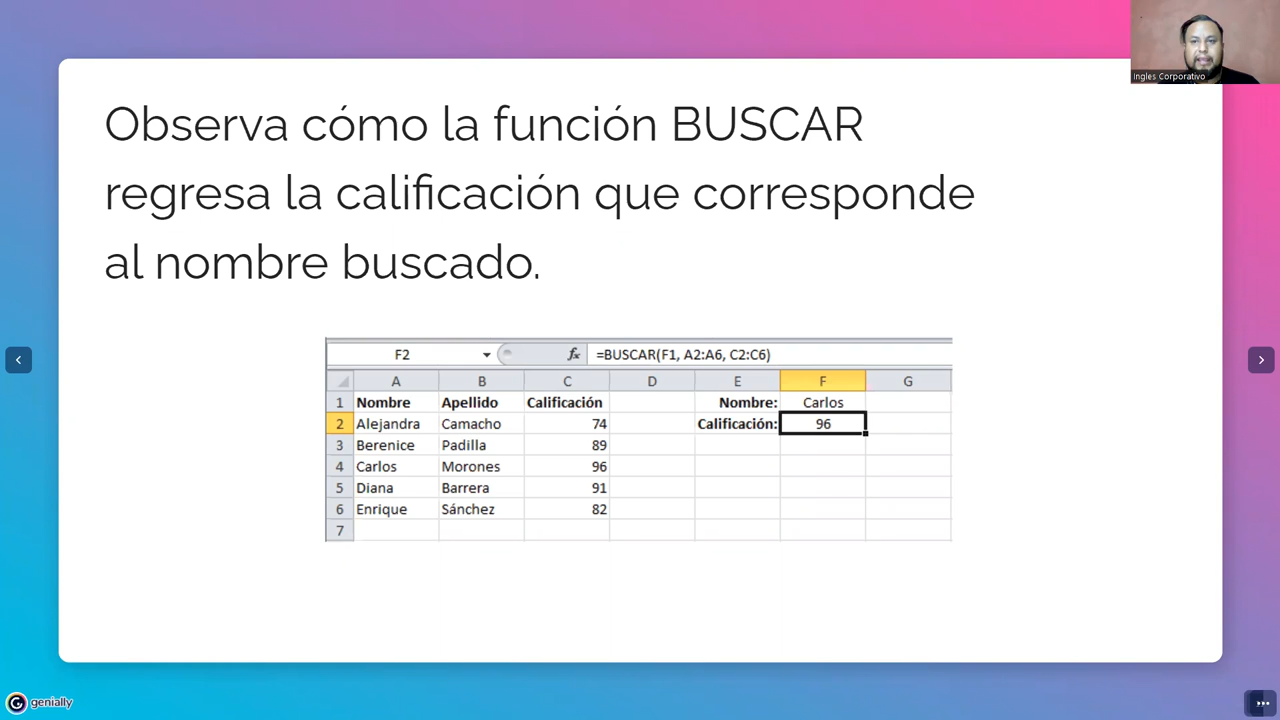 Ingles Corporativo
Observa cómo la función BUSCAR
regresa la calificación que corresponde
al nombre buscado.
F2 fx =BUSCAR(F1, A2:A6, C2:C6)
A B C D E F G
1 Nombre Apellido Calificación Nombre: Carlos
2 Alejandra Camacho 74 Calificación: 96
3 Berenice Padilla 89
4 Carlos Morones 96
5 Diana Barrera 91
6 Enrique Sánchez 82
7
genially